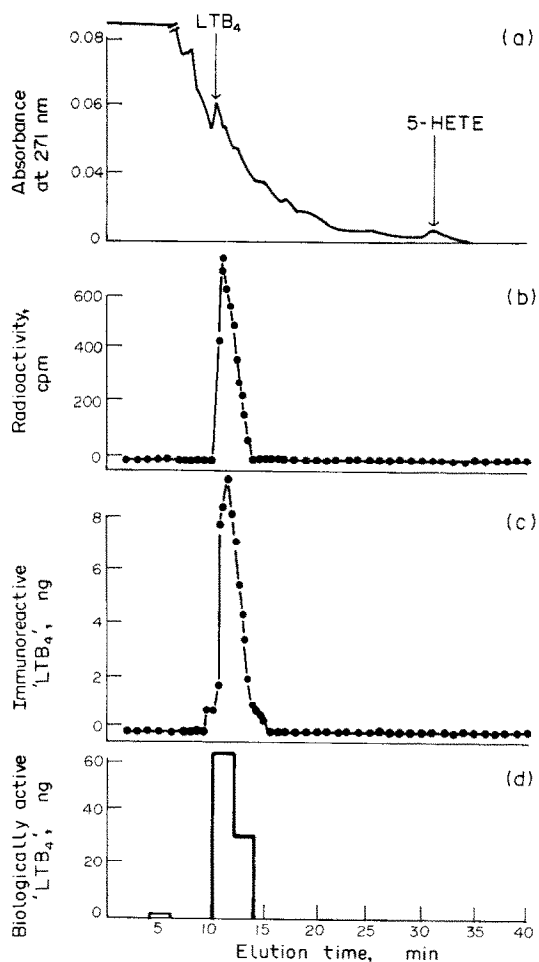 LTB4
(a)
0.08
0.06
0.04
0
5-HETE
Absorbance
at 271 nm
(b)
600
400
200
0
Radioactivity,
cpm
(c)
8
6
4
2
0
Immunoreactive
'LTB4', ng
(d)
60
40
20
0
Biologically active
'LTB4', ng
5 10 15 20 25 30 35 40
Elution time, min